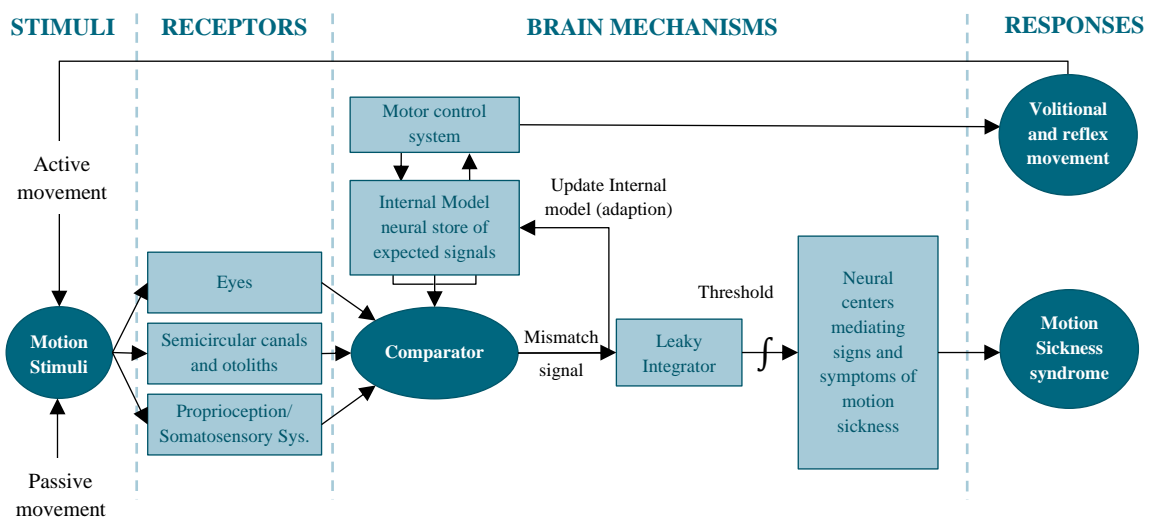 STIMULI
RECEPTORS
BRAIN MECHANISMS
RESPONSES
Motor control
system
Volitional
and reflex
movement
Active
movement
Internal Model
neural store of
expected signals
Update Internal
model (adaption)
Eyes
Semicircular canals
and otoliths
Proprioception/
Somatosensory Sys.
Motion
Stimuli
Comparator
Mismatch
signal
Leaky
Integrator
Threshold
∫
Neural
centers
mediating
signs and
symptoms of
motion
sickness
Motion
Sickness
syndrome
Passive
movement